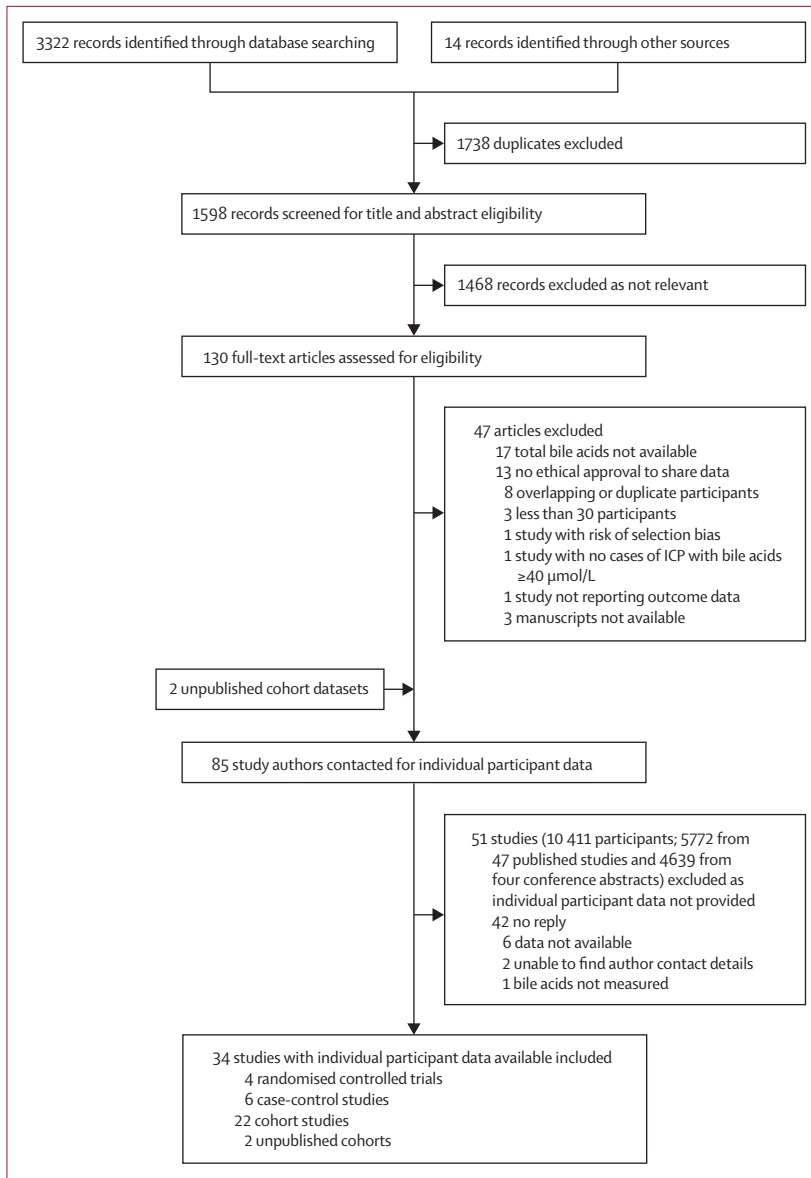 3322 records identified through database searching
14 records identified through other sources
1738 duplicates excluded
1598 records screened for title and abstract eligibility
1468 records excluded as not relevant
130 full-text articles assessed for eligibility
47 articles excluded
17 total bile acids not available
13 no ethical approval to share data
8 overlapping or duplicate participants
3 less than 30 participants
1 study with risk of selection bias
1 study with no cases of ICP with bile acids
≥40 µmol/L
1 study not reporting outcome data
3 manuscripts not available
2 unpublished cohort datasets
85 study authors contacted for individual participant data
51 studies (10 411 participants; 5772 from
47 published studies and 4639 from
four conference abstracts) excluded as
individual participant data not provided
42 no reply
6 data not available
2 unable to find author contact details
1 bile acids not measured
34 studies with individual participant data available included
4 randomised controlled trials
6 case-control studies
22 cohort studies
2 unpublished cohorts